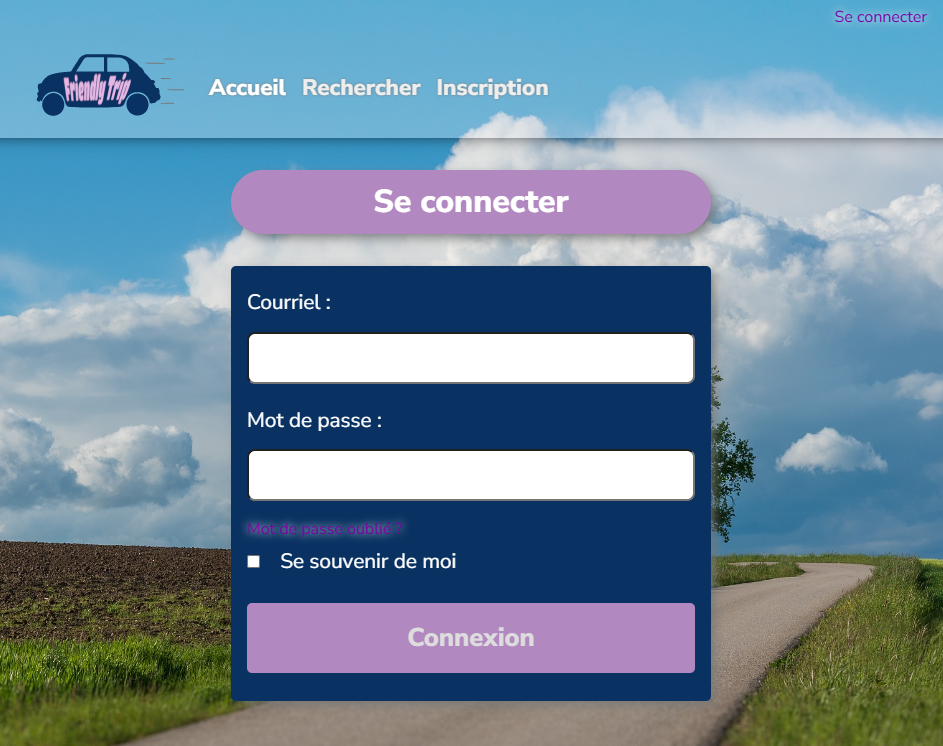 Se connecter
Friendly Trip
Accueil Rechercher Inscription
Se connecter
Courriel :
Mot de passe :
Mot de passe oublié ?
Se souvenir de moi
Connexion